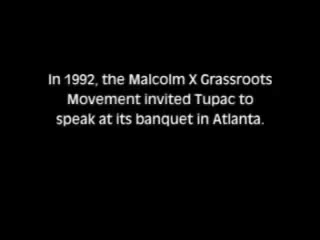 In 1992, the Malcolm X Grassroots
Movement invited Tupac to
speak at its banquet in Atlanta.